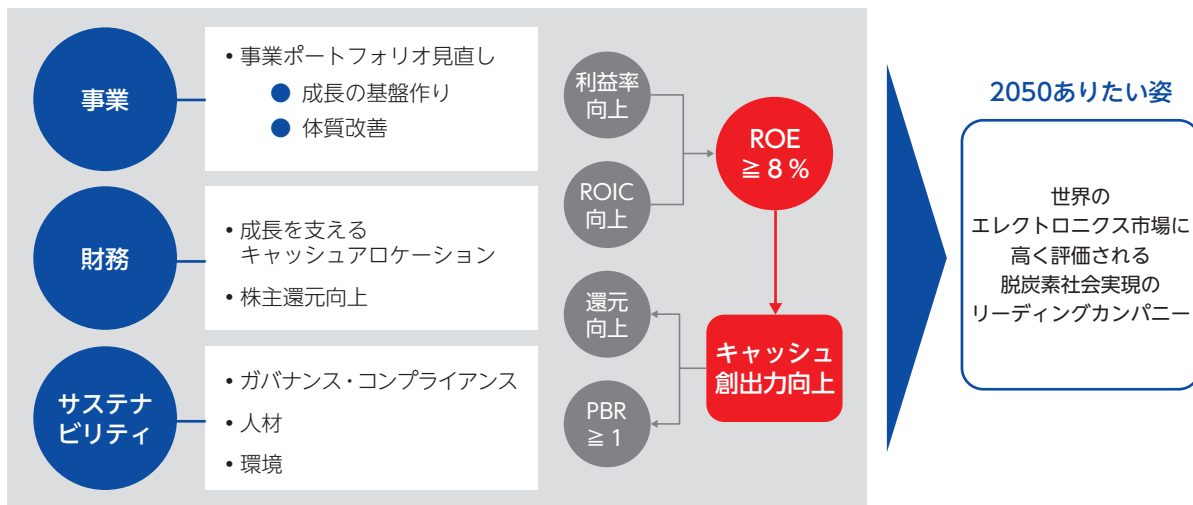 事業
• 事業ポートフォリオ見直し
● 成長の基盤作り
● 体質改善
財務
• 成長を支える
キャッシュアロケーション
• 株主還元向上
サステナ
ビリティ
• ガバナンス・コンプライアンス
• 人材
• 環境
利益率
向上
ROIC
向上
ROE
≧ 8 %
還元
向上
PBR
≧ 1
キャッシュ
創出力向上
2050ありたい姿
世界の
エレクトロニクス市場に
高く評価される
脱炭素社会実現の
リーディングカンパニー